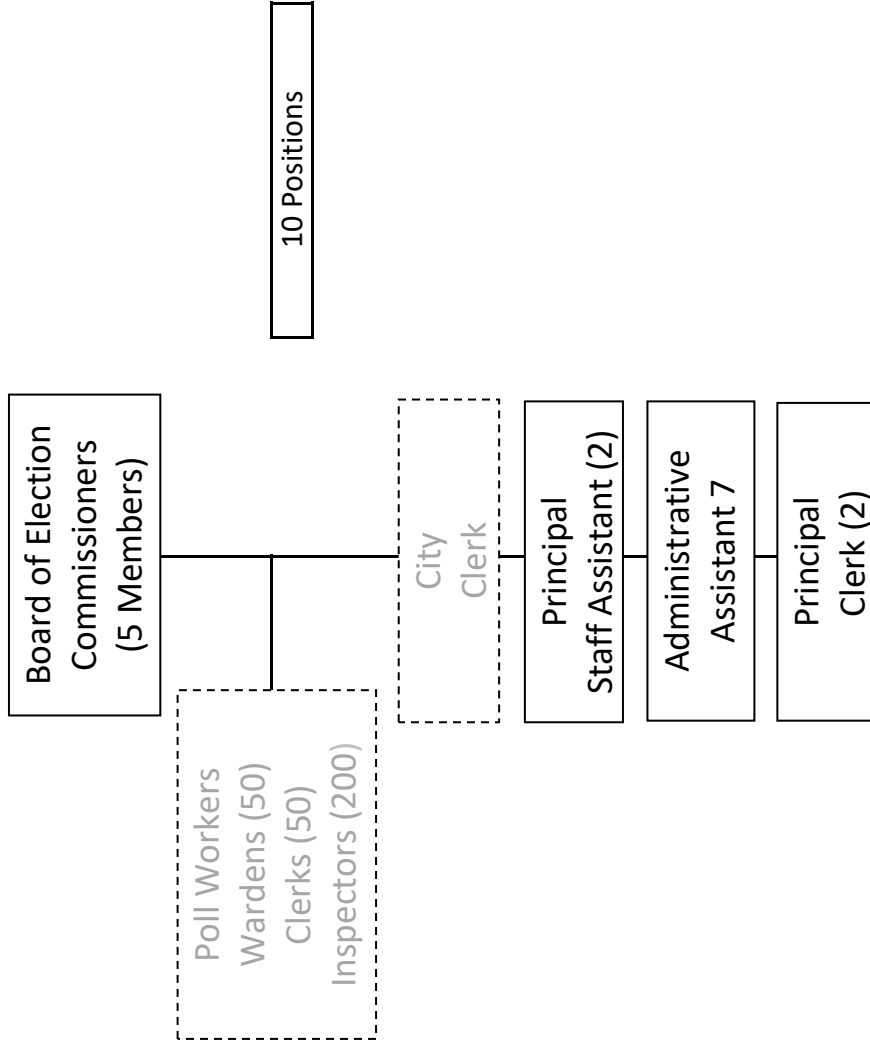 Board of Election
Commissioners
(5 Members)
Poll Workers
Wardens (50)
Clerks (50)
Inspectors (200)
10 Positions
City
Clerk
Principal
Staff Assistant (2)
Administrative
Assistant 7
Principal
Clerk (2)